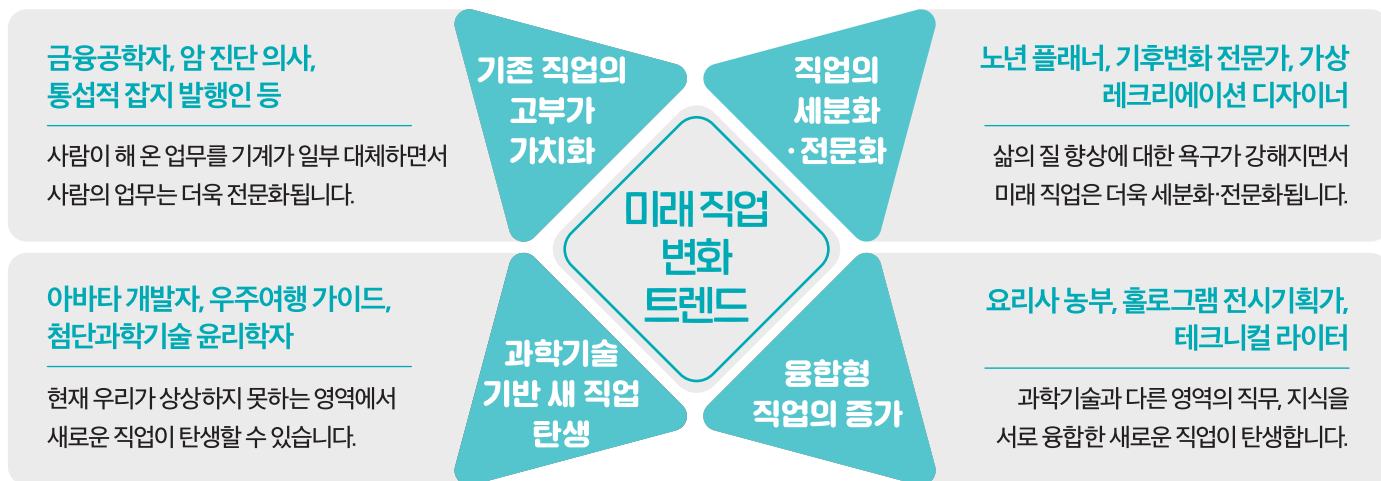 금융공학자, 암 진단 의사,
통섭적 잡지 발행인 등
사람이 해 온 업무를 기계가 일부 대체하면서
사람의 업무는 더욱 전문화됩니다.
기존 직업의
고부가
가치화
직업의
세분화
·전문화
노년 플래너, 기후변화 전문가, 가상
레크리에이션 디자이너
삶의 질 향상에 대한 욕구가 강해지면서
미래 직업은 더욱 세분화·전문화됩니다.
미래 직업
변화
트렌드
아바타 개발자, 우주여행 가이드,
첨단과학기술 윤리학자
현재 우리가 상상하지 못하는 영역에서
새로운 직업이 탄생할 수 있습니다.
과학기술
기반 새 직업
탄생
융합형
직업의 증가
요리사 농부, 홀로그램 전시기획가,
테크니컬 라이터
과학기술과 다른 영역의 직무, 지식을
서로 융합한 새로운 직업이 탄생합니다.